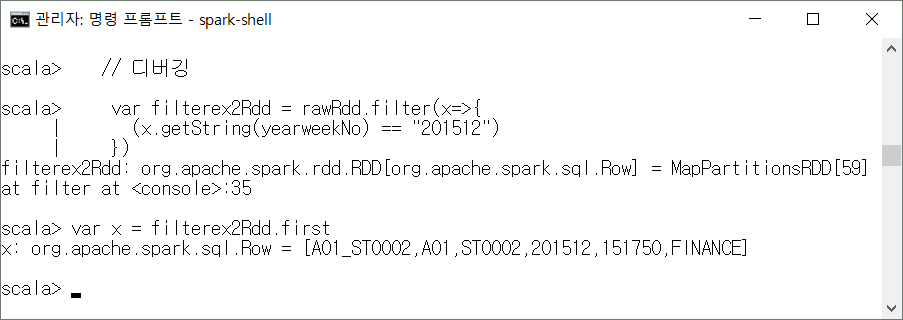 관리자: 명령 프롬프트 - spark-shell
scala>    // 디버깅
scala>     var filterex2Rdd = rawRdd.filter(x=>{
     |       (x.getString(yearweekNo) == "201512")
     |     })
filterex2Rdd: org.apache.spark.rdd.RDD[org.apache.spark.sql.Row] = MapPartitionsRDD[59]
at filter at <console>:35
scala> var x = filterex2Rdd.first
x: org.apache.spark.sql.Row = [A01_ST0002,A01,ST0002,201512,151750,FINANCE]
scala>